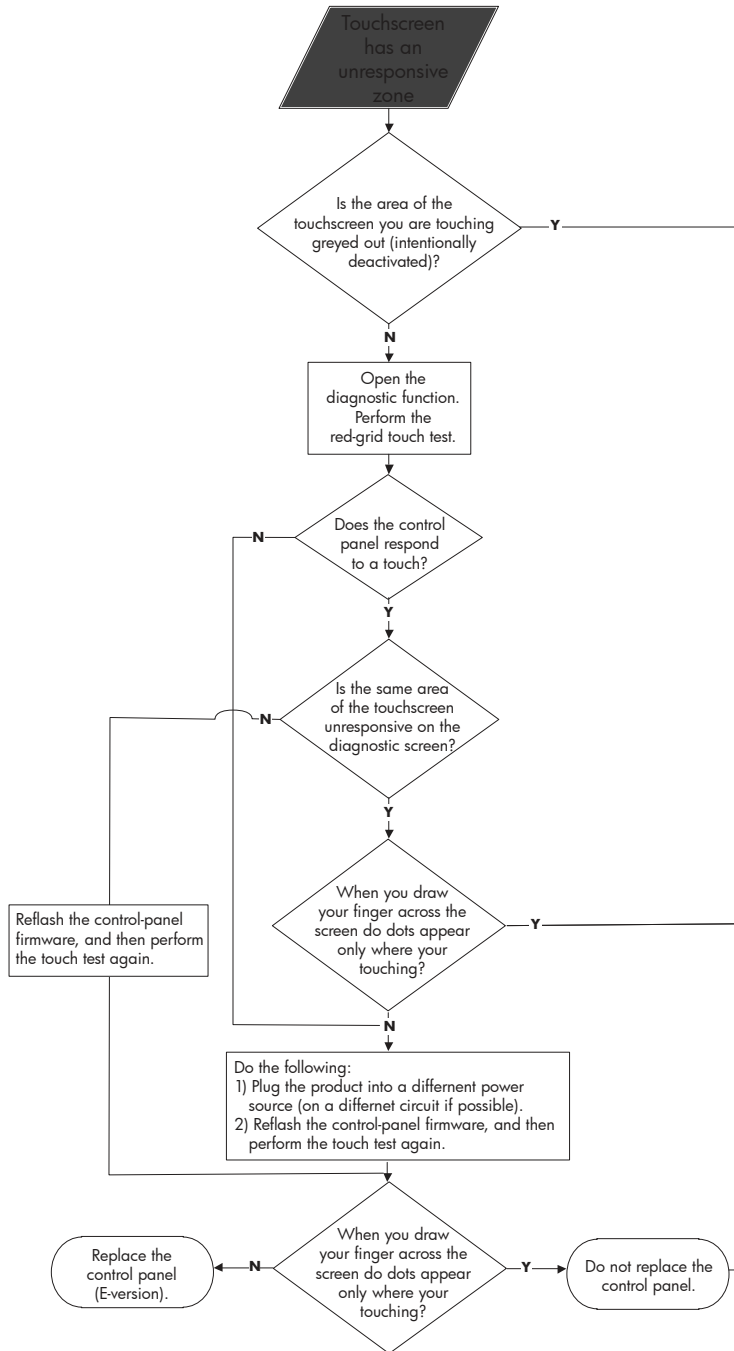 Touchscreen
has an
unresponsive
zone
Is the area of the
touchscreen you are touching
greyed out (intentionally
deactivated)?
Y
N
Open the
diagnostic function.
Perform the
red-grid touch test.
Does the control
panel respond
to a touch?
N
Y
Is the same area
of the touchscreen
unresponsive on the
diagnostic screen?
N
Y
When you draw
your finger across the
screen do dots appear
only where your
touching?
Y
N
Reflash the control-panel
firmware, and then perform
the touch test again.
Do the following:
1) Plug the product into a differnent power
source (on a differnet circuit if possible).
2) Reflash the control-panel firmware, and then
perform the touch test again.
When you draw
your finger across the
screen do dots appear
only where your
touching?
N
Y
Replace the
control panel
(E-version).
Do not replace the
control panel.